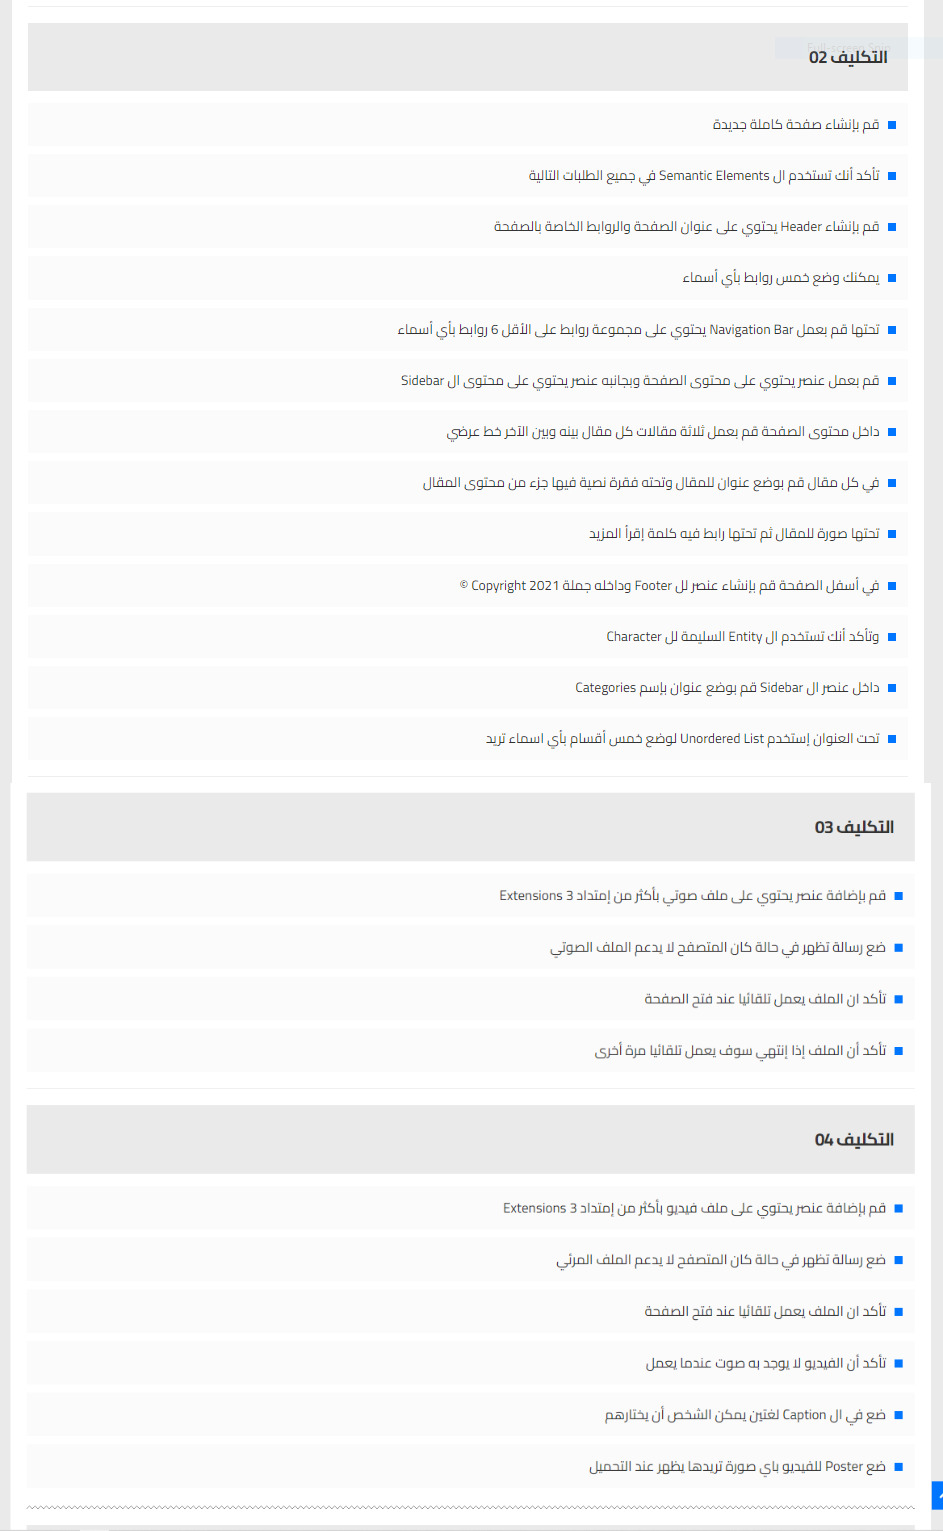 التكليف 02
قم بإنشاء صفحة كاملة جديدة
تأكد أنك تستخدم ال Semantic Elements في جميع الطلبات التالية
قم بإنشاء Header يحتوي على عنوان الصفحة والروابط الخاصة بالصفحة
يمكنك وضع خمس روابط بأي أسماء
تحتها قم بعمل Navigation Bar يحتوي على مجموعة روابط على الأقل 6 روابط بأي أسماء
قم بعمل عنصر يحتوي على محتوى الصفحة وبجانبه عنصر يحتوي على محتوى ال Sidebar
داخل محتوى الصفحة قم بعمل ثلاثة مقالات كل مقال بينه وبين الآخر خط عرضي
في كل مقال قم بوضع عنوان للمقال وتحته فقرة نصية فيها جزء من محتوى المقال
تحتها صورة للمقال ثم تحتها رابط فيه كلمة إقرأ المزيد
في أسفل الصفحة قم بإنشاء عنصر لل Footer وداخله جملة Copyright 2021 ©
وتأكد أنك تستخدم ال Entity السليمة لل Character
داخل عنصر ال Sidebar قم بوضع عنوان بإسم Categories
تحت العنوان إستخدم Unordered List لوضع خمس أقسام بأي اسماء تريد
التكليف 03
قم بإضافة عنصر يحتوي على ملف صوتي بأكثر من إمتداد 3 Extensions
ضع رسالة تظهر في حالة كان المتصفح لا يدعم الملف الصوتي
تأكد ان الملف يعمل تلقائيا عند فتح الصفحة
تأكد أن الملف إذا إنتهي سوف يعمل تلقائيا مرة أخرى
التكليف 04
قم بإضافة عنصر يحتوي على ملف فيديو بأكثر من إمتداد 3 Extensions
ضع رسالة تظهر في حالة كان المتصفح لا يدعم الملف المرئي
تأكد ان الملف يعمل تلقائيا عند فتح الصفحة
تأكد أن الفيديو لا يوجد به صوت عندما يعمل
ضع في ال Caption لغتين يمكن الشخص أن يختارهم
ضع Poster للفيديو باي صورة تريدها يظهر عند التحميل